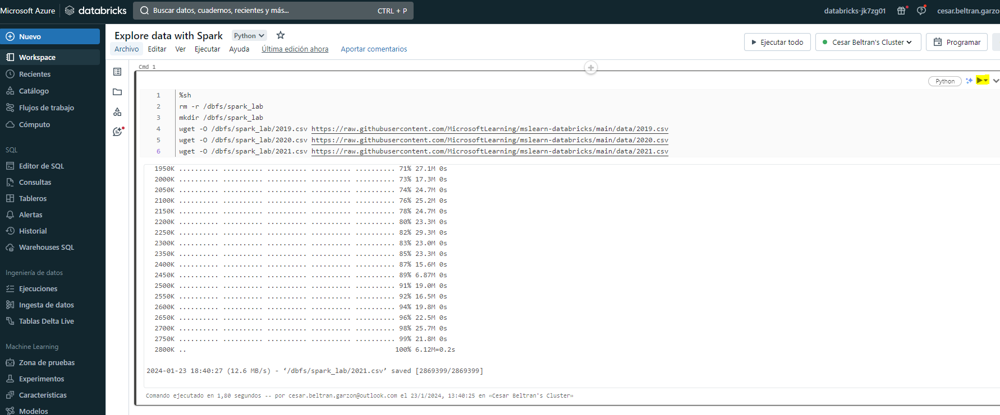 Microsoft Azure databricks Buscar datos, cuadernos, recientes y más... CTRL + P databricks-jk7zg01 cesar.beltran.garzo
Nuevo
Workspace
Recientes
Catálogo
Flujos de trabajo
Cómputo
SQL
Editor de SQL
Consultas
Tableros
Alertas
Historial
Warehouses SQL
Ingeniería de datos
Ejecuciones
Ingesta de datos
Tablas Delta Live
Machine Learning
Zona de pruebas
Experimentos
Características
Modelos
Explore data with Spark Python
Archivo Editar Ver Ejecutar Ayuda Última edición ahora Aportar comentarios
Ejecutar todo Cesar Beltran's Cluster Programar
Cmd 1
Python
1 %sh
2 rm -r /dbfs/spark_lab
3 mkdir /dbfs/spark_lab
4 wget -O /dbfs/spark_lab/2019.csv https://raw.githubusercontent.com/MicrosoftLearning/mslearn-databricks/main/data/2019.csv
5 wget -O /dbfs/spark_lab/2020.csv https://raw.githubusercontent.com/MicrosoftLearning/mslearn-databricks/main/data/2020.csv
6 wget -O /dbfs/spark_lab/2021.csv https://raw.githubusercontent.com/MicrosoftLearning/mslearn-databricks/main/data/2021.csv
1950K .......... .......... .......... .......... .......... 71% 27.1M 0s
2000K .......... .......... .......... .......... .......... 73% 17.3M 0s
2050K .......... .......... .......... .......... .......... 74% 24.7M 0s
2100K .......... .......... .......... .......... .......... 76% 25.2M 0s
2150K .......... .......... .......... .......... .......... 78% 24.7M 0s
2200K .......... .......... .......... .......... .......... 80% 23.3M 0s
2250K .......... .......... .......... .......... .......... 82% 29.3M 0s
2300K .......... .......... .......... .......... .......... 83% 23.0M 0s
2350K .......... .......... .......... .......... .......... 85% 23.3M 0s
2400K .......... .......... .......... .......... .......... 87% 15.6M 0s
2450K .......... .......... .......... .......... .......... 89% 6.87M 0s
2500K .......... .......... .......... .......... .......... 91% 19.0M 0s
2550K .......... .......... .......... .......... .......... 92% 16.5M 0s
2600K .......... .......... .......... .......... .......... 94% 19.8M 0s
2650K .......... .......... .......... .......... .......... 96% 22.5M 0s
2700K .......... .......... .......... .......... .......... 98% 25.7M 0s
2750K .......... .......... .......... .......... .......... 99% 21.8M 0s
2800K .. 100% 6.12M=0.2s
2024-01-23 18:40:27 (12.6 MB/s) - ‘/dbfs/spark_lab/2021.csv’ saved [2869399/2869399]
Comando ejecutado en 1,80 segundos -- por cesar.beltran.garzon@outlook.com el 23/1/2024, 13:40:25 en «Cesar Beltran's Cluster»